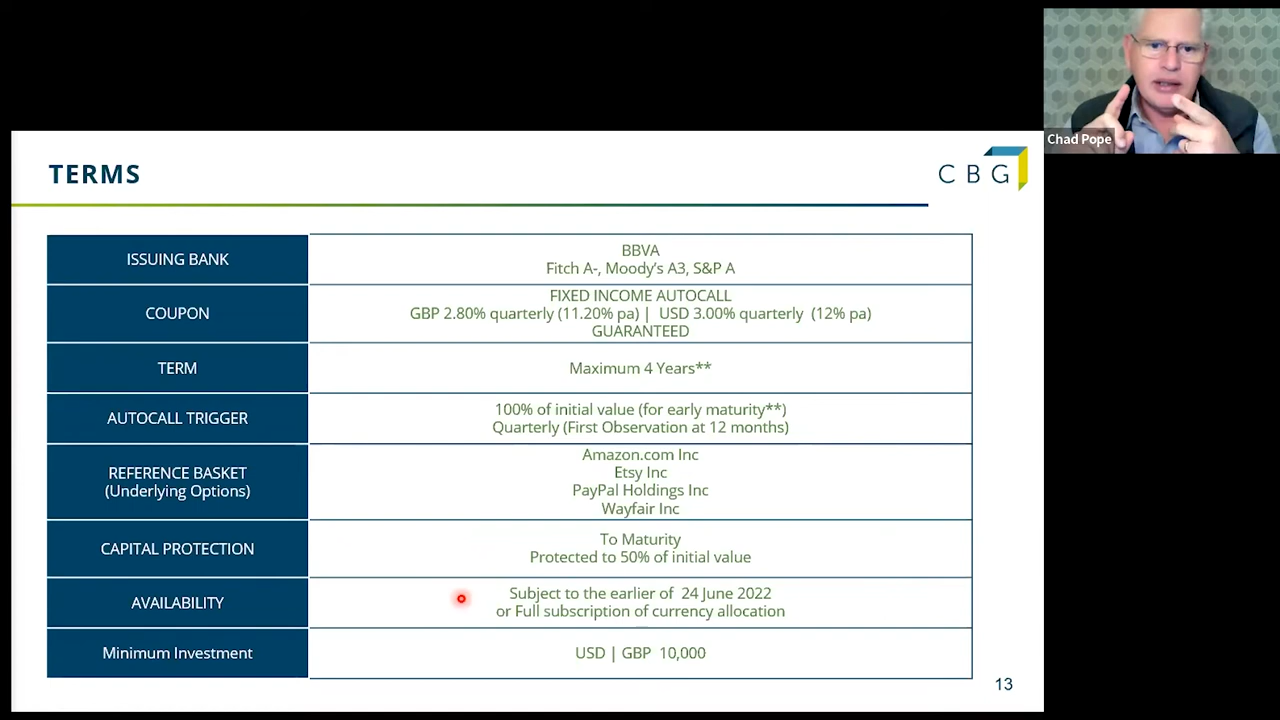 Chad Pope
TERMS
CBG
ISSUING BANK
BBVA
Fitch A-, Moody's A3, S&P A
COUPON
FIXED INCOME AUTOCALL
GBP 2.80% quarterly (11.20% pa) | USD 3.00% quarterly (12% pa)
GUARANTEED
TERM
Maximum 4 Years**
AUTOCALL TRIGGER
100% of initial value (for early maturity**)
Quarterly (First Observation at 12 months)
REFERENCE BASKET
(Underlying Options)
Amazon.com Inc
Etsy Inc
PayPal Holdings Inc
Wayfair Inc
CAPITAL PROTECTION
To Maturity
Protected to 50% of initial value
AVAILABILITY
Subject to the earlier of 24 June 2022
or Full subscription of currency allocation
Minimum Investment
USD | GBP 10,000
13